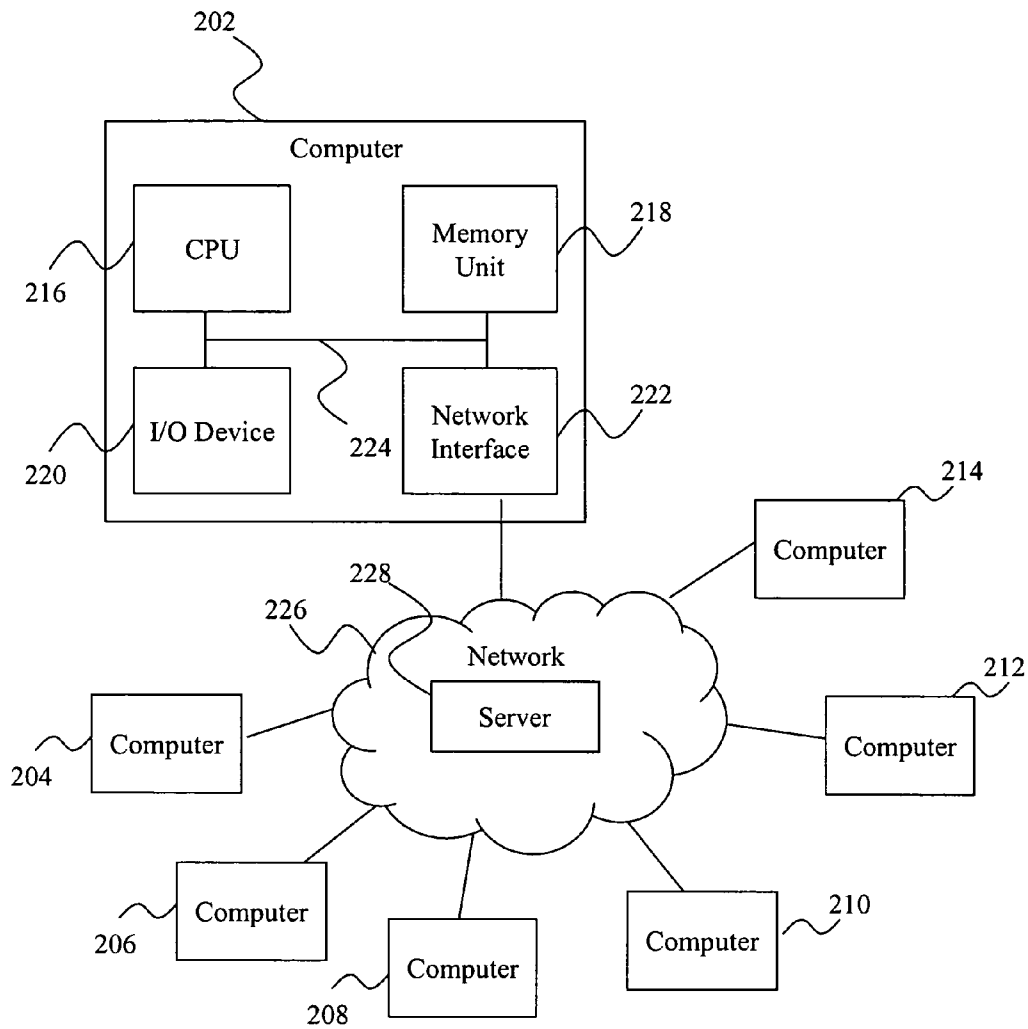 202
Computer
CPU
Memory
Unit
218
216
I/O Device
Network
Interface
222
220
224
214
Computer
228
226
Network
Server
212
Computer
204
Computer
Computer
206
Computer
208
Computer
210